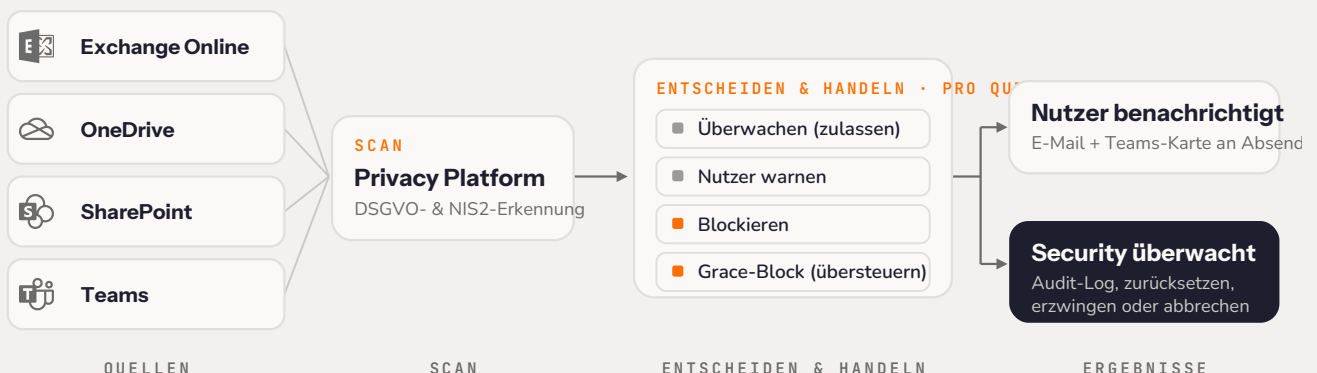 Exchange Online
OneDrive
SharePoint
Teams
SCAN
Privacy Platform
DSGVO- & NIS2-Erkennung
ENTSCHEIDEN & HANDELN · PRO
Überwachen (zulassen)
Nutzer warnen
Blockieren
Grace-Block (übersteuern)
Nutzer benachrichtigt
E-Mail + Teams-Karte an Absend
Security überwacht
Audit-Log, zurücksetzen,
erzwingen oder abbrechen
QUELLEN
SCAN
ENTSCHEIDEN & HANDELN
ERGEBNISSE